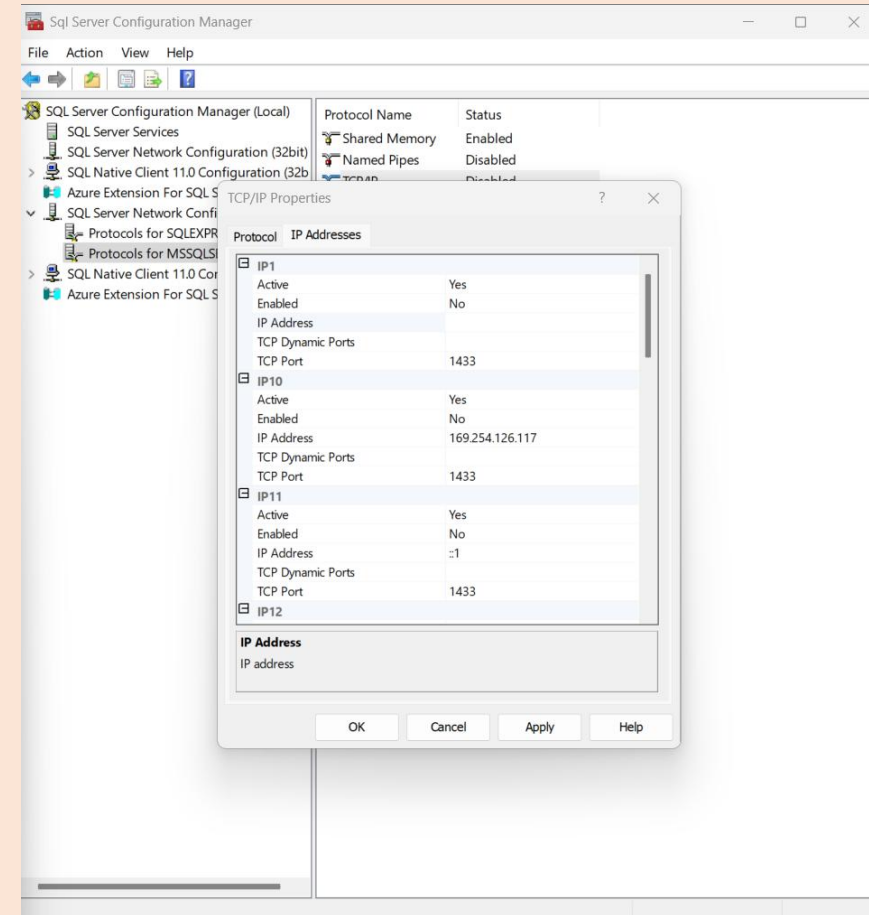 Sql Server Configuration Manager
File Action View Help
SQL Server Configuration Manager (Local)
SQL Server Services
SQL Server Network Configuration (32bit)
SQL Native Client 11.0 Configuration (32b
Azure Extension For SQL S
SQL Server Network Confi
Protocols for SQLEXPR
Protocols for MSSQLSE
SQL Native Client 11.0 Cor
Azure Extension For SQL S
Protocol Name Status
Shared Memory Enabled
Named Pipes Disabled
TCP/IP Disabled
TCP/IP Properties ?
Protocol IP Addresses
IP1
Active Yes
Enabled No
IP Address
TCP Dynamic Ports
TCP Port 1433
IP10
Active Yes
Enabled No
IP Address 169.254.126.117
TCP Dynamic Ports
TCP Port 1433
IP11
Active Yes
Enabled No
IP Address ::1
TCP Dynamic Ports
TCP Port 1433
IP12
IP Address
IP address
OK Cancel Apply Help